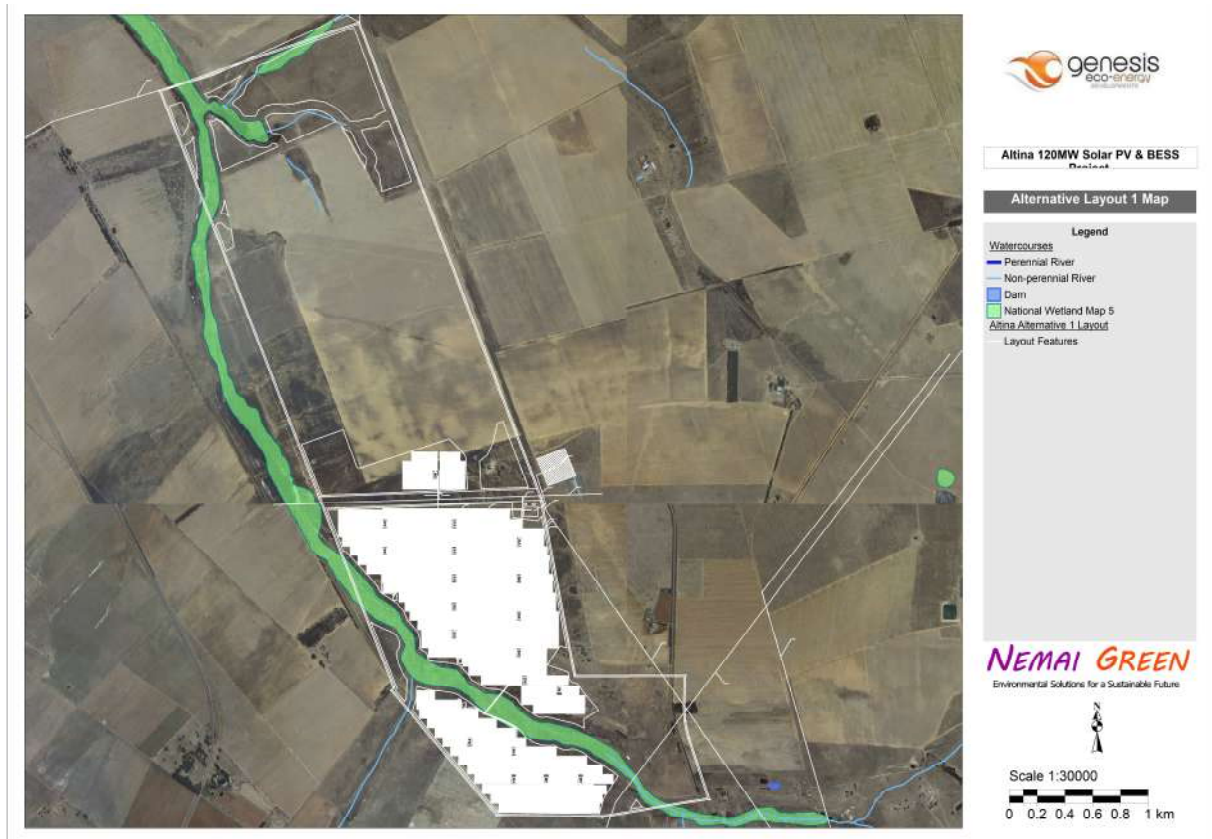 genesis
eco-energy
DEVELOPMENTS
Altina 120MW Solar PV & BESS
Project
Alternative Layout 1 Map
Legend
Watercourses
Perennial River
Non-perennial River
Dam
National Wetland Map 5
Altina Alternative 1 Layout
Layout Features
NEMAI GREEN
Environmental Solutions for a Sustainable Future
N
Scale 1:30000
0 0.2 0.4 0.6 0.8 1 km